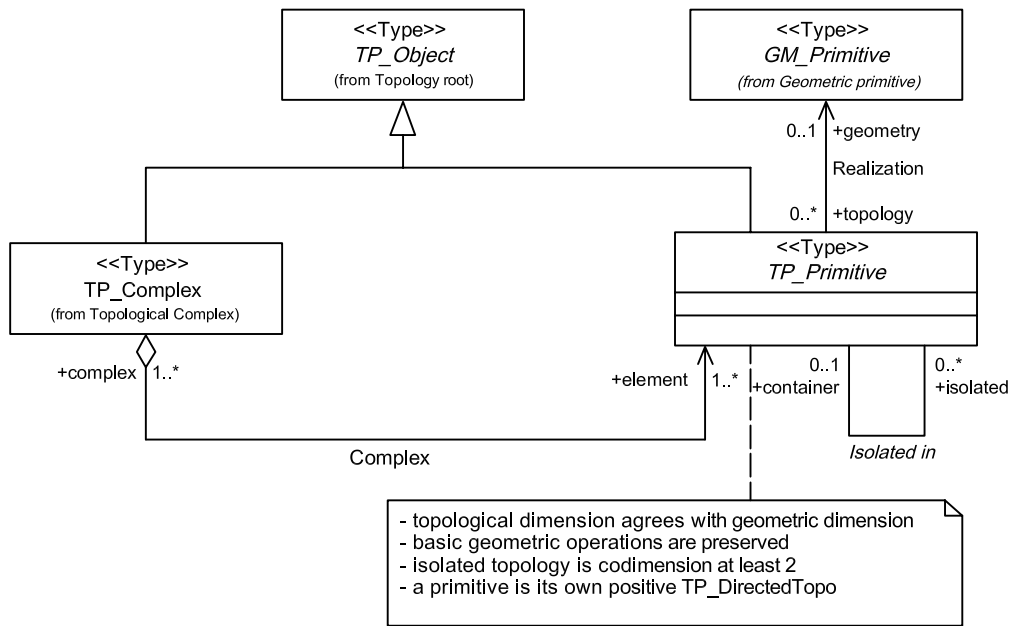 <<Type>>
TP_Object
(from Topology root)
<<Type>>
GM_Primitive
(from Geometric primitive)
0..1 +geometry
Realization
0..* +topology
<<Type>>
TP_Complex
(from Topological Complex)
<<Type>>
TP_Primitive
+complex 1..*
+element 1..*
0..1
+container
0..*
+isolated
Complex
Isolated in
- topological dimension agrees with geometric dimension
- basic geometric operations are preserved
- isolated topology is codimension at least 2
- a primitive is its own positive TP_DirectedTopo